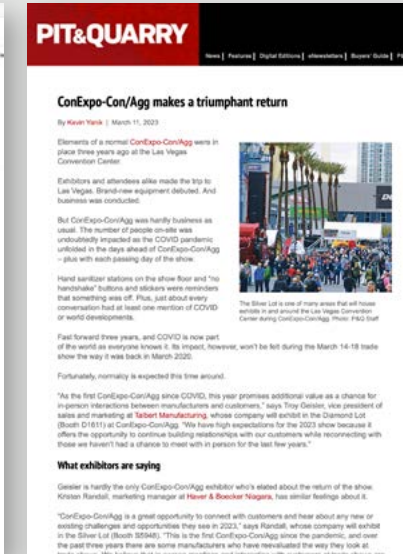 PIT&QUARRY
News | Features | Digital Editions | eNewsletters | Buyers' Guide |
ConExpo-Con/Agg makes a triumphant return
By Kevin Yanik | March 11, 2023
Elements of a normal ConExpo-Con/Agg were in
place three years ago at the Las Vegas
Convention Center.
Exhibitors and attendees alike made the trip to
Las Vegas. Brand-new equipment debuted. And
business was conducted.
But ConExpo-Con/Agg was hardly business as
usual. The number of people on-site was
undoubtedly impacted as the COVID pandemic
unfolded in the days ahead of ConExpo-Con/Agg
– plus with each passing day of the show.
Hand sanitizer stations on the show floor and "no
handshake" buttons and stickers were reminders
that something was off. Plus, just about every
conversation had at least one mention of COVID
or world developments.
The Silver Lot is one of many areas that will house
exhibits in and around the Las Vegas Convention
Center during ConExpo-Con/Agg. Photo: P&Q Staff
Fast forward three years, and COVID is now part
of the world as everyone knows it. Its impact, however, won't be felt during the March 14-18 trade
show the way it was back in March 2020.
Fortunately, normalcy is expected this time around.
"As the first ConExpo-Con/Agg since COVID, this year promises additional value as a chance for
in-person interactions between manufacturers and customers," says Troy Geisler, vice president of
sales and marketing at Talbert Manufacturing, whose company will exhibit in the Diamond Lot
(Booth D1611) at ConExpo-Con/Agg. "We have high expectations for the 2023 show because it
offers the opportunity to continue building relationships with our customers while reconnecting with
those we haven't had a chance to meet with in person for the last few years."
What exhibitors are saying
Geisler is hardly the only ConExpo-Con/Agg exhibitor who's elated about the return of the show.
Kristen Randall, marketing manager at Haver & Boecker Niagara, has similar feelings about it.
"ConExpo-Con/Agg is a great opportunity to connect with customers and hear about any new or
existing challenges and opportunities they see in 2023," says Randall, whose company will exhibit
in the Silver Lot (Booth S5948). "This is the first ConExpo-Con/Agg since the pandemic, and over
the past three years there are some manufacturers who have reevaluated the way they look at